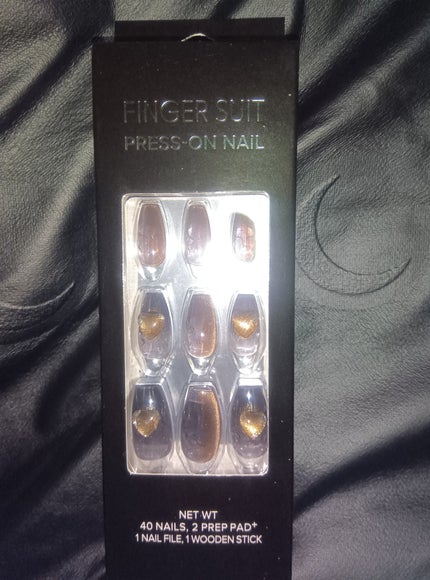 FINGER SUIT
PRESS-ON NAIL
NET WT
40 NAILS, 2 PREP PAD+
1 NAIL FILE, 1 WOODEN STICK